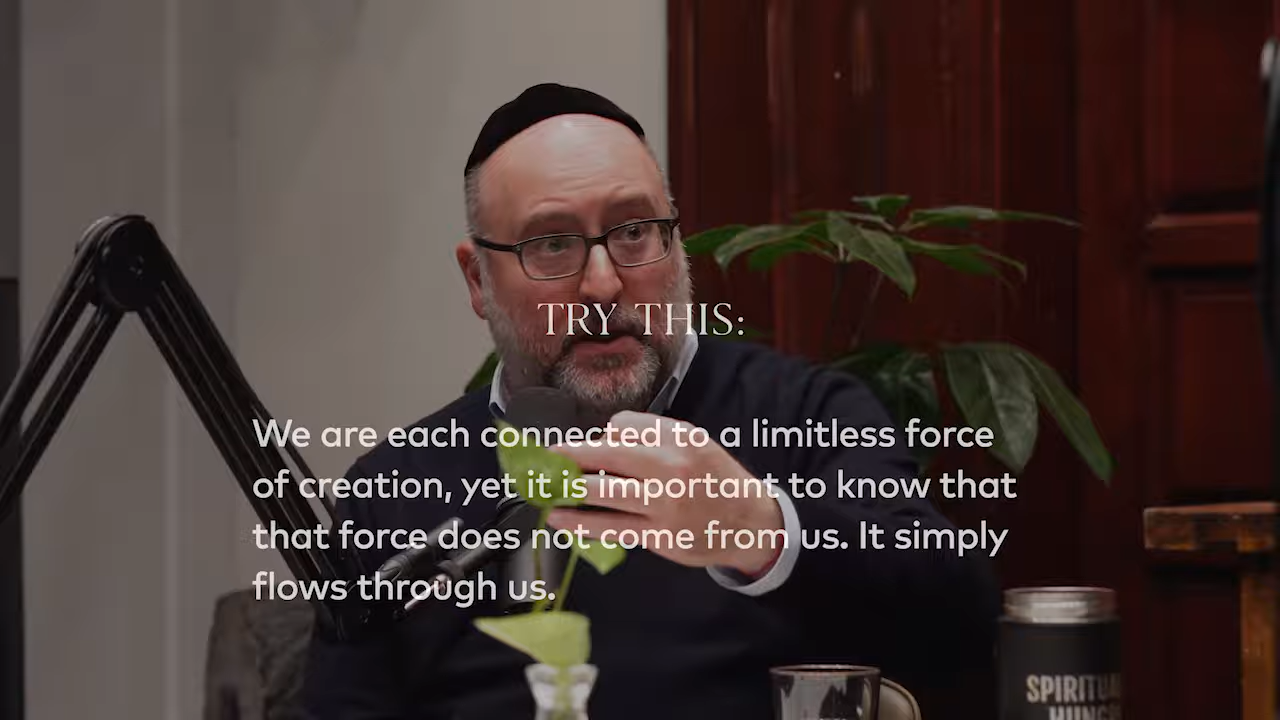 TRY THIS:
We are each connected to a limitless force
of creation, yet it is important to know that
that force does not come from us. It simply
flows through us.